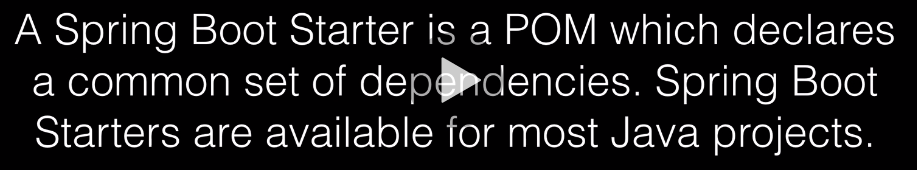 A Spring Boot Starter is a POM which declares
a common set of dependencies. Spring Boot
Starters are available for most Java projects.